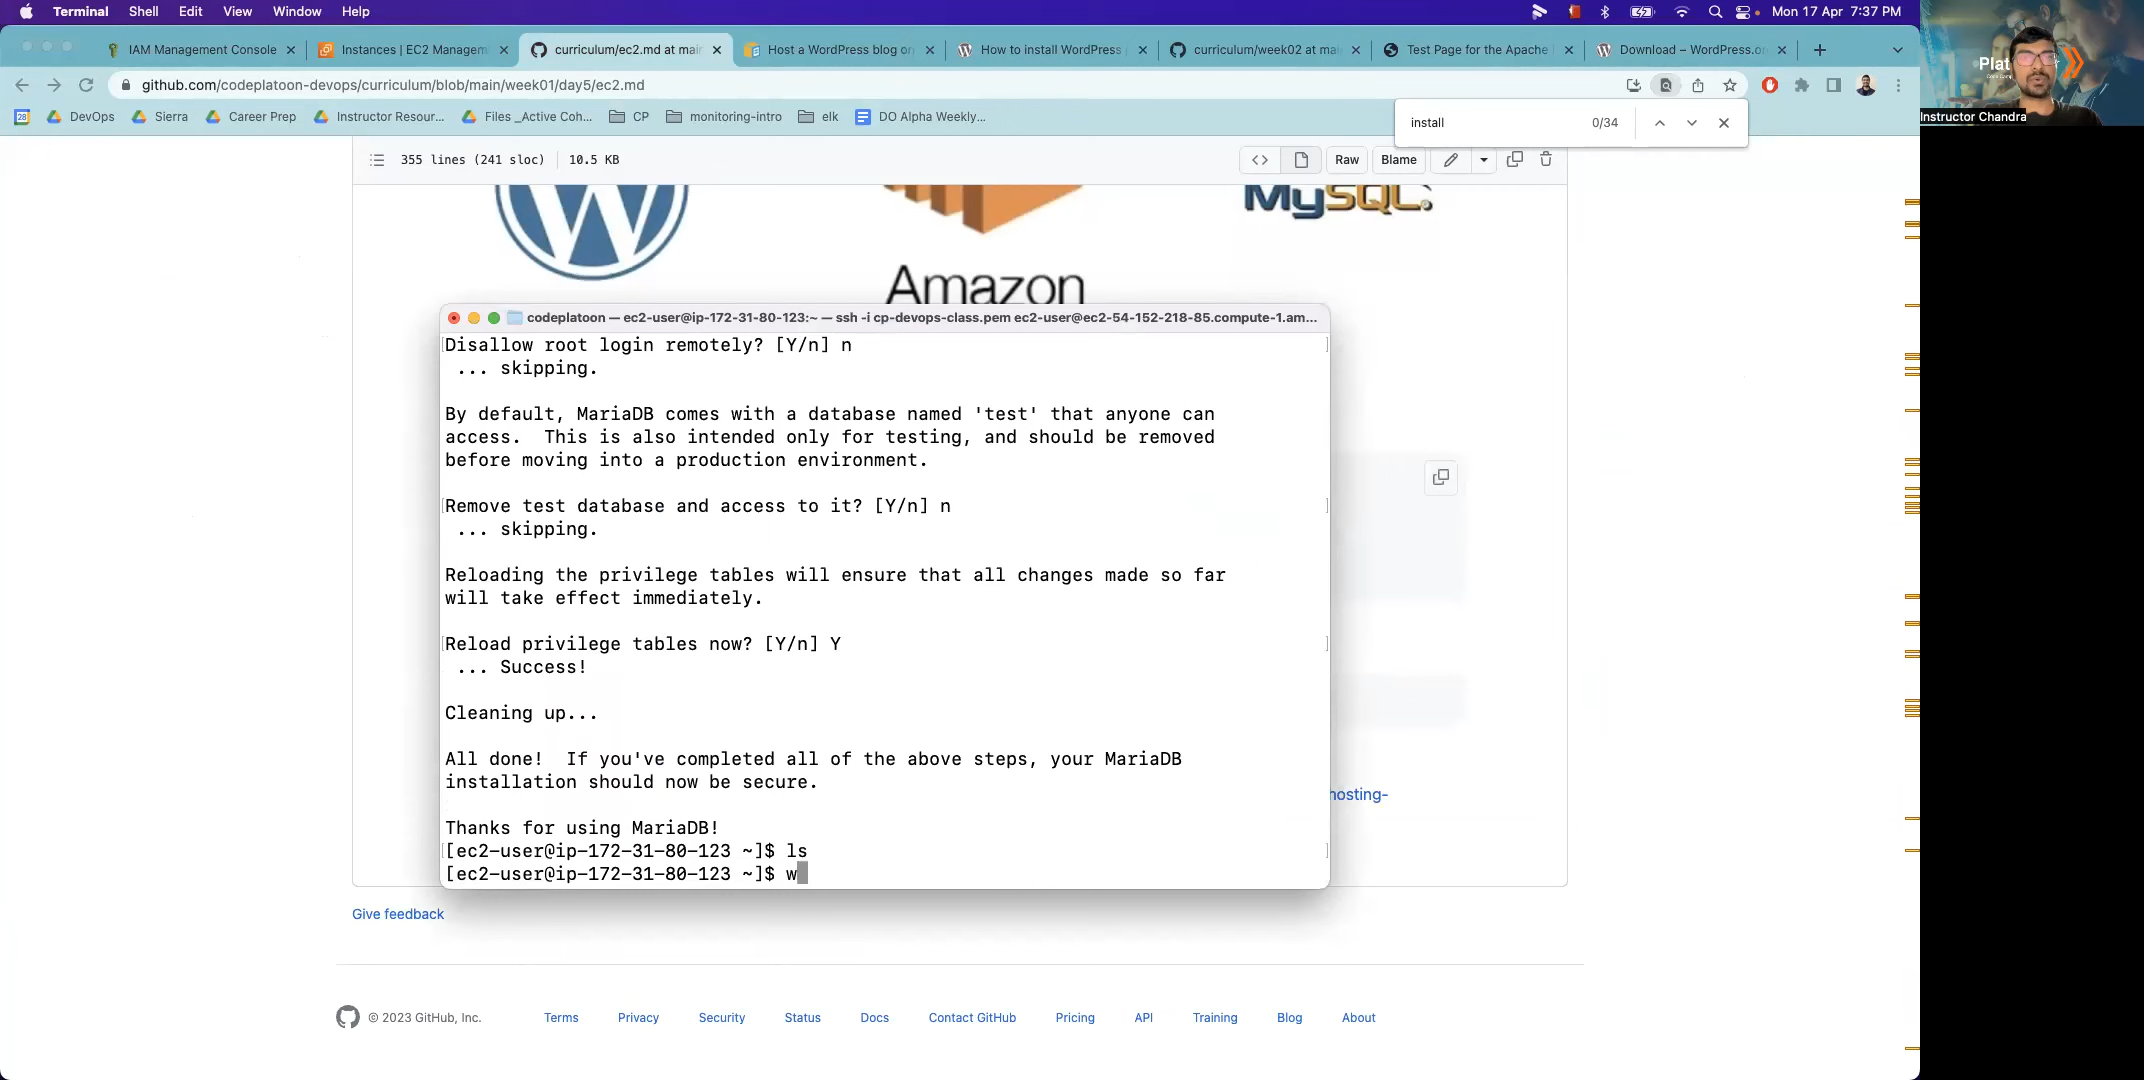 Terminal Shell Edit View Window Help Mon 17 Apr 7:37 PM
IAM Management Console Instances | EC2 Managem curriculum/ec2.md at main Host a WordPress blog on How to install WordPress curriculum/week02 at mai Test Page for the Apache Download – WordPress.or
github.com/codeplatoon-devops/curriculum/blob/main/week01/day5/ec2.md
28 DevOps Sierra Career Prep Instructor Resour... Files _Active Coh... CP monitoring-intro elk DO Alpha Weekly...
install 0/34
355 lines (241 sloc) 10.5 KB Raw Blame
MySQL
Amazon
codeplatoon — ec2-user@ip-172-31-80-123:~ — ssh -i cp-devops-class.pem ec2-user@ec2-54-152-218-85.compute-1.am...
Disallow root login remotely? [Y/n] n
... skipping.
By default, MariaDB comes with a database named 'test' that anyone can
access. This is also intended only for testing, and should be removed
before moving into a production environment.
Remove test database and access to it? [Y/n] n
... skipping.
Reloading the privilege tables will ensure that all changes made so far
will take effect immediately.
Reload privilege tables now? [Y/n] Y
... Success!
Cleaning up...
All done! If you've completed all of the above steps, your MariaDB
installation should now be secure.
Thanks for using MariaDB!
[ec2-user@ip-172-31-80-123 ~]$ ls
[ec2-user@ip-172-31-80-123 ~]$ w
hosting-
Give feedback
© 2023 GitHub, Inc. Terms Privacy Security Status Docs Contact GitHub Pricing API Training Blog About
Plat
Instructor Chandra